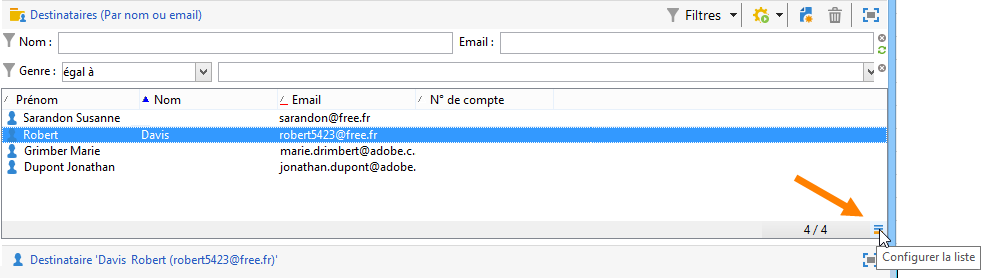 Destinataires (Par nom ou email) Filtres
Nom : Email :
Genre : égal à
Prénom Nom Email N° de compte
Sarandon Susanne sarandon@free.fr
Robert Davis robert5423@free.fr
Grimber Marie marie.drimbert@adobe.c.
Dupont Jonathan jonathan.dupont@adobe.
4 / 4
Configurer la liste
Destinataire 'Davis Robert (robert5423@free.fr)'